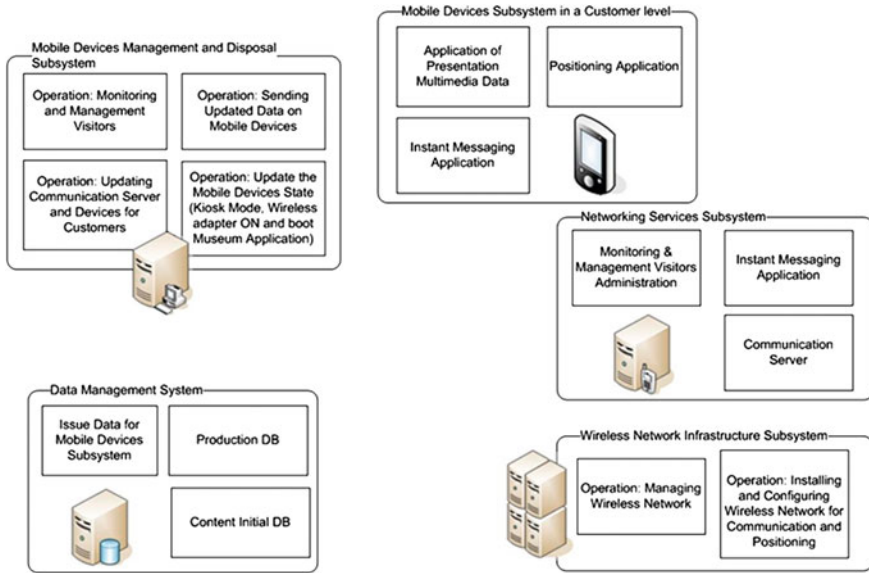 Mobile Devices Management and Disposal
Subsystem
Operation: Monitoring
and Management
Visitors
Operation: Sending
Updated Data on
Mobile Devices
Operation: Updating
Communication Server
and Devices for
Customers
Operation: Update the
Mobile Devices State
(Kiosk Mode, Wireless
adapter ON and boot
Museum Application)
Mobile Devices Subsystem in a Customer level
Application of
Presentation
Multimedia Data
Positioning Application
Instant Messaging
Application
Networking Services Subsystem
Monitoring &
Management Visitors
Administration
Instant Messaging
Application
Communication
Server
Data Management System
Issue Data for
Mobile Devices
Subsystem
Production DB
Content Initial DB
Wireless Network Infrastructure Subsystem
Operation: Managing
Wireless Network
Operation: Installing
and Configuring
Wireless Network for
Communication and
Positioning